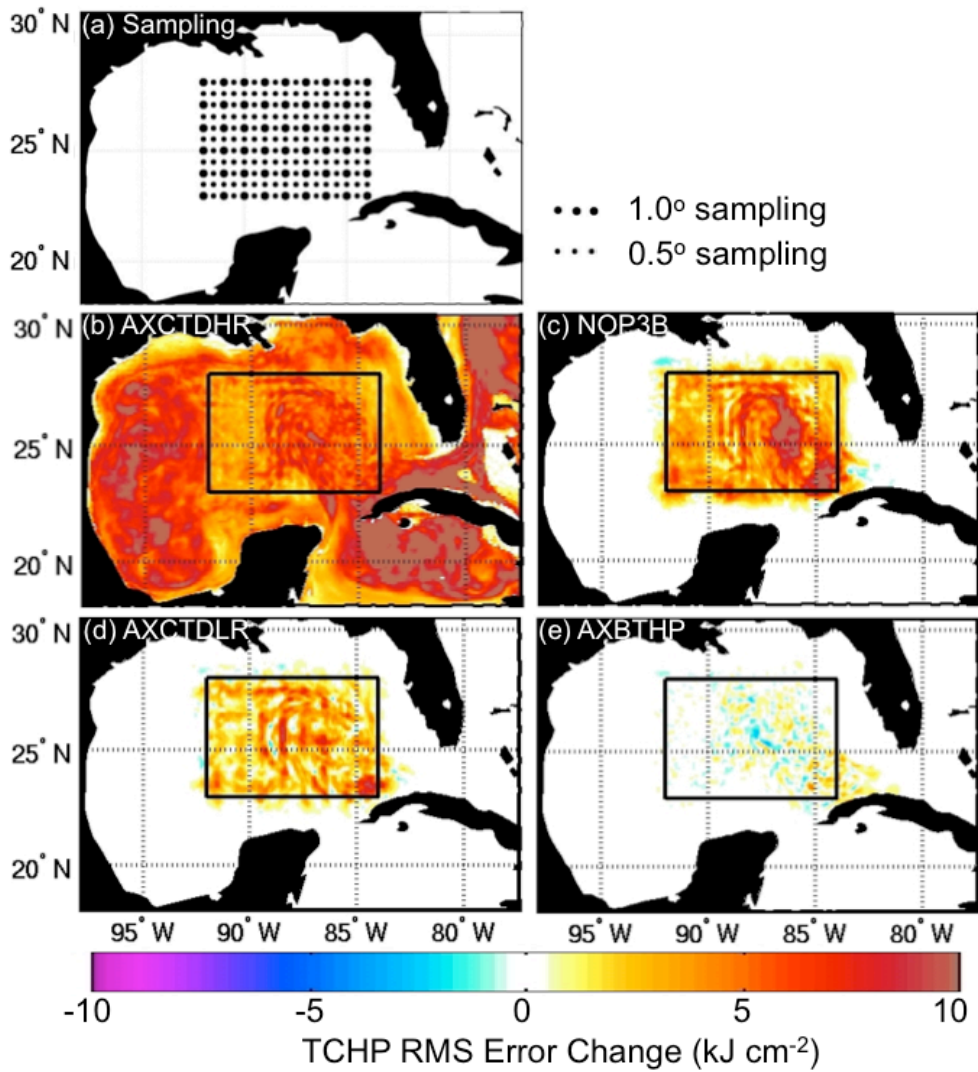 30° N
(a) Sampling
25° N
20° N
1.0º sampling
0.5º sampling
30° N
(b) AXCTDHR
(c) NOP3B
25° N
20° N
30° N
(d) AXCTDLR
(e) AXBTHP
25° N
20° N
95° W 90° W 85° W 80° W 95° W 90° W 85° W 80° W
-10 -5 0 5 10
TCHP RMS Error Change (kJ cm⁻²)